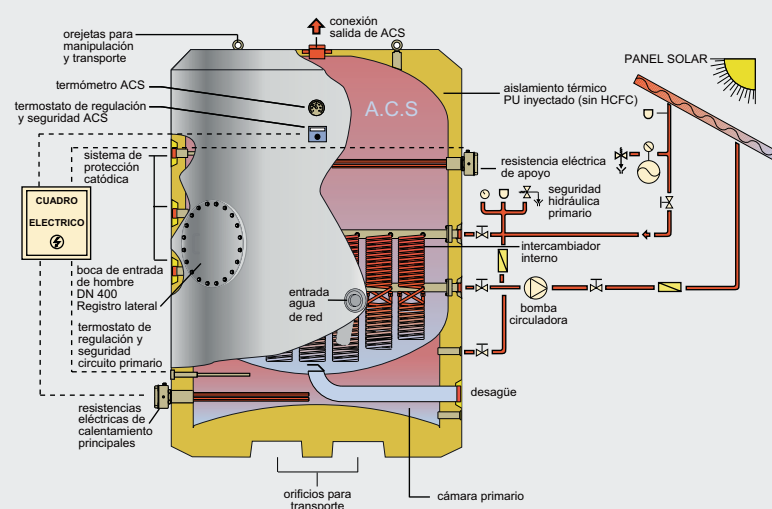 orejetas para
manipulación
y transporte
conexión
salida de ACS
PANEL SOLAR
termómetro ACS
termostato de regulación
y seguridad ACS
A.C.S
aislamiento térmico
PU inyectado (sin HCFC)
sistema de
protección
catódica
resistencia eléctrica
de apoyo
seguridad
hidráulica
primario
CUADRO
ELECTRICO
intercambiador
interno
boca de entrada
de hombre
DN 400
Registro lateral
entrada
agua
de red
bomba
circuladora
termostato de
regulación y
seguridad
circuito primario
desagüe
resistencias
eléctricas de
calentamiento
principales
orificios para
transporte
cámara primario